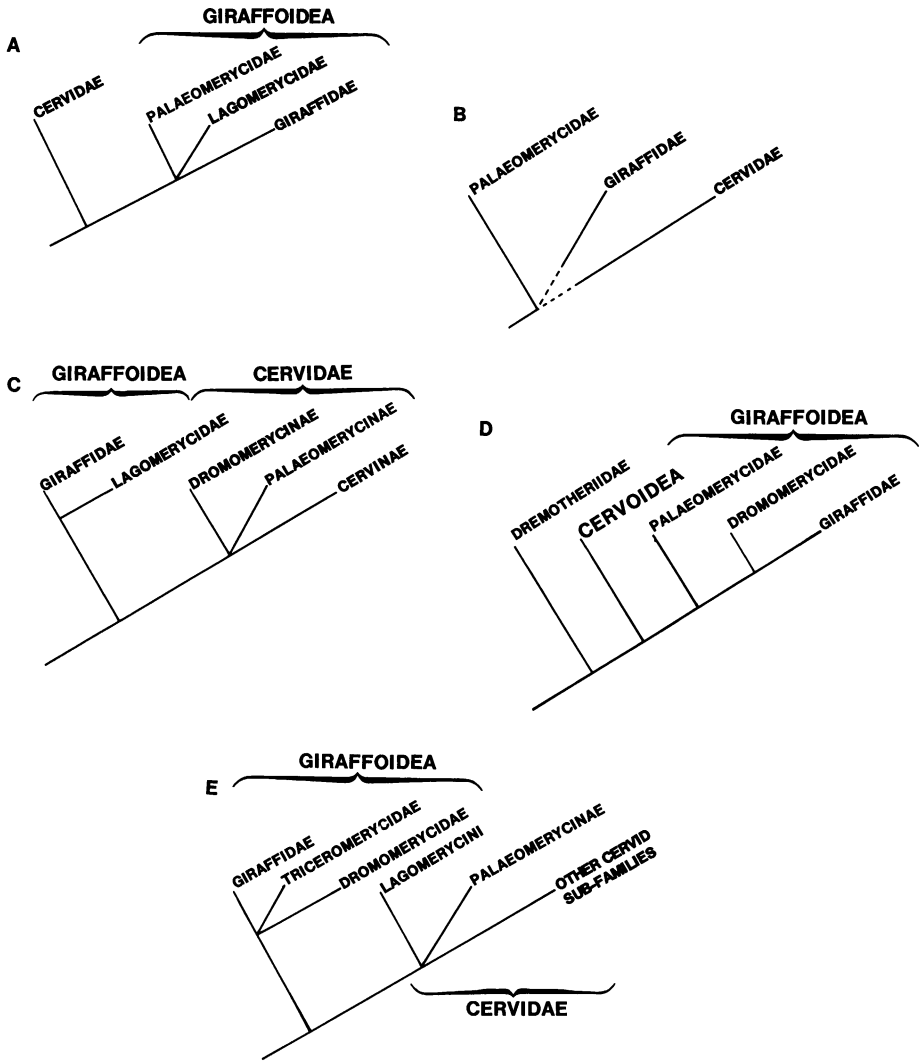 A
GIRAFFOIDEA
CERVIDAE
PALAEOMERYCIDAE
LAGOMERYCIDAE
GIRAFFIDAE
B
PALAEOMERYCIDAE
GIRAFFIDAE
CERVIDAE
C
GIRAFFOIDEA
CERVIDAE
GIRAFFIDAE
LAGOMERYCIDAE
DROMOMERYCINAE
PALAEOMERYCINAE
CERVINAE
D
GIRAFFOIDEA
DREMOTHERIIDAE
CERVOIDEA
PALAEOMERYCIDAE
DROMOMERYCIDAE
GIRAFFIDAE
E
GIRAFFOIDEA
GIRAFFIDAE
TRICEROMERYCIDAE
DROMOMERYCIDAE
LAGOMERYCINI
PALAEOMERYCINAE
OTHER CERVID
SUB-FAMILIES
CERVIDAE